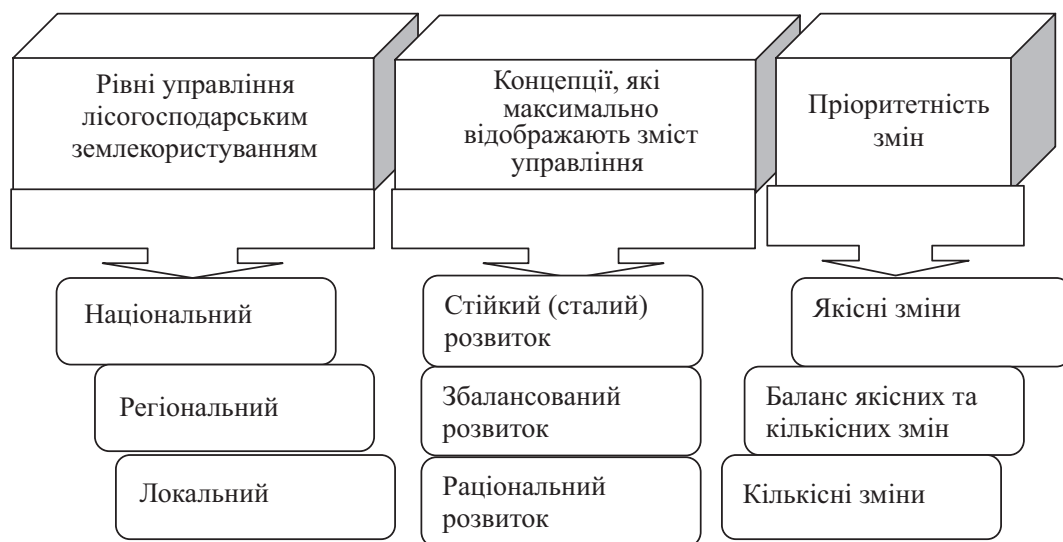 Рівні управління
лісогосподарським
землекористуванням
Концепції, які
максимально
відображають зміст
управління
Пріоритетність
змін
Національний
Стійкий (сталий)
розвиток
Якісні зміни
Регіональний
Збалансований
розвиток
Баланс якісних та
кількісних змін
Локальний
Раціональний
розвиток
Кількісні зміни